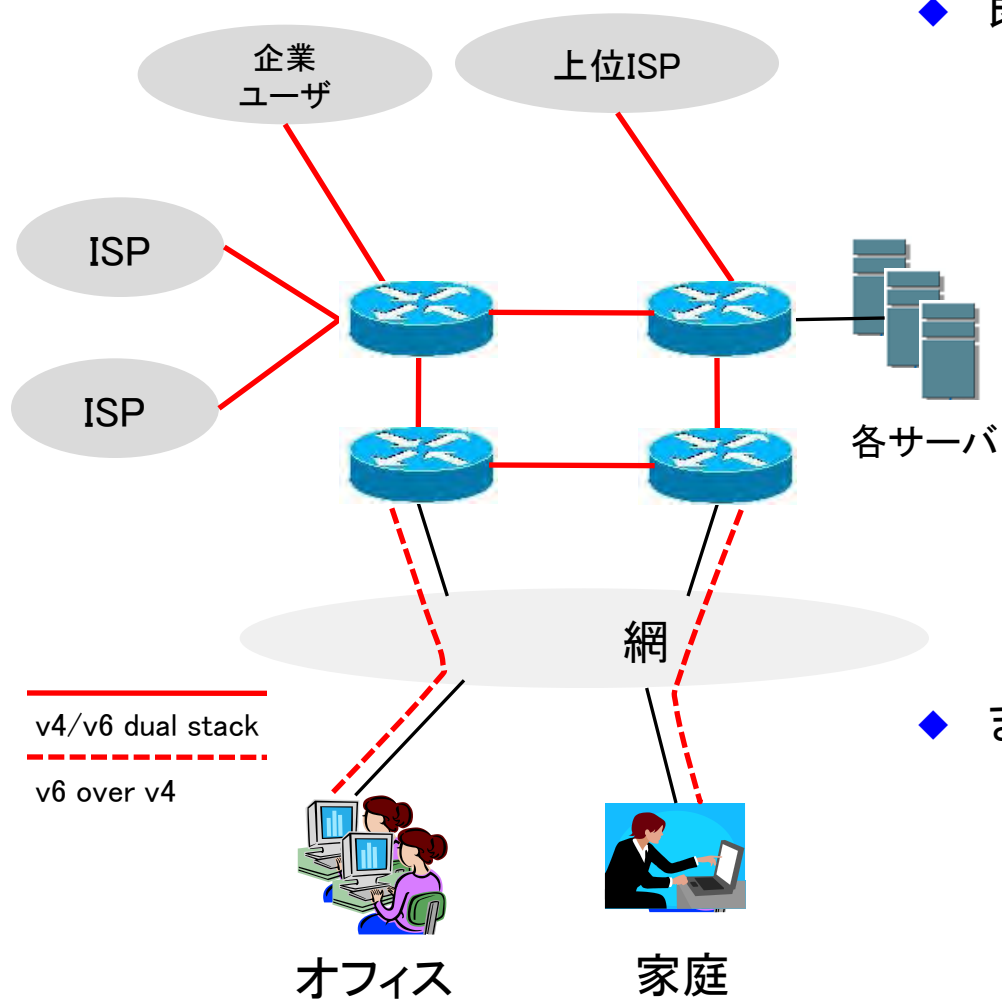 企業
ユーザ
上位ISP
ISP
ISP
各サーバ
網
v4/v6 dual stack
v6 over v4
オフィス
家庭